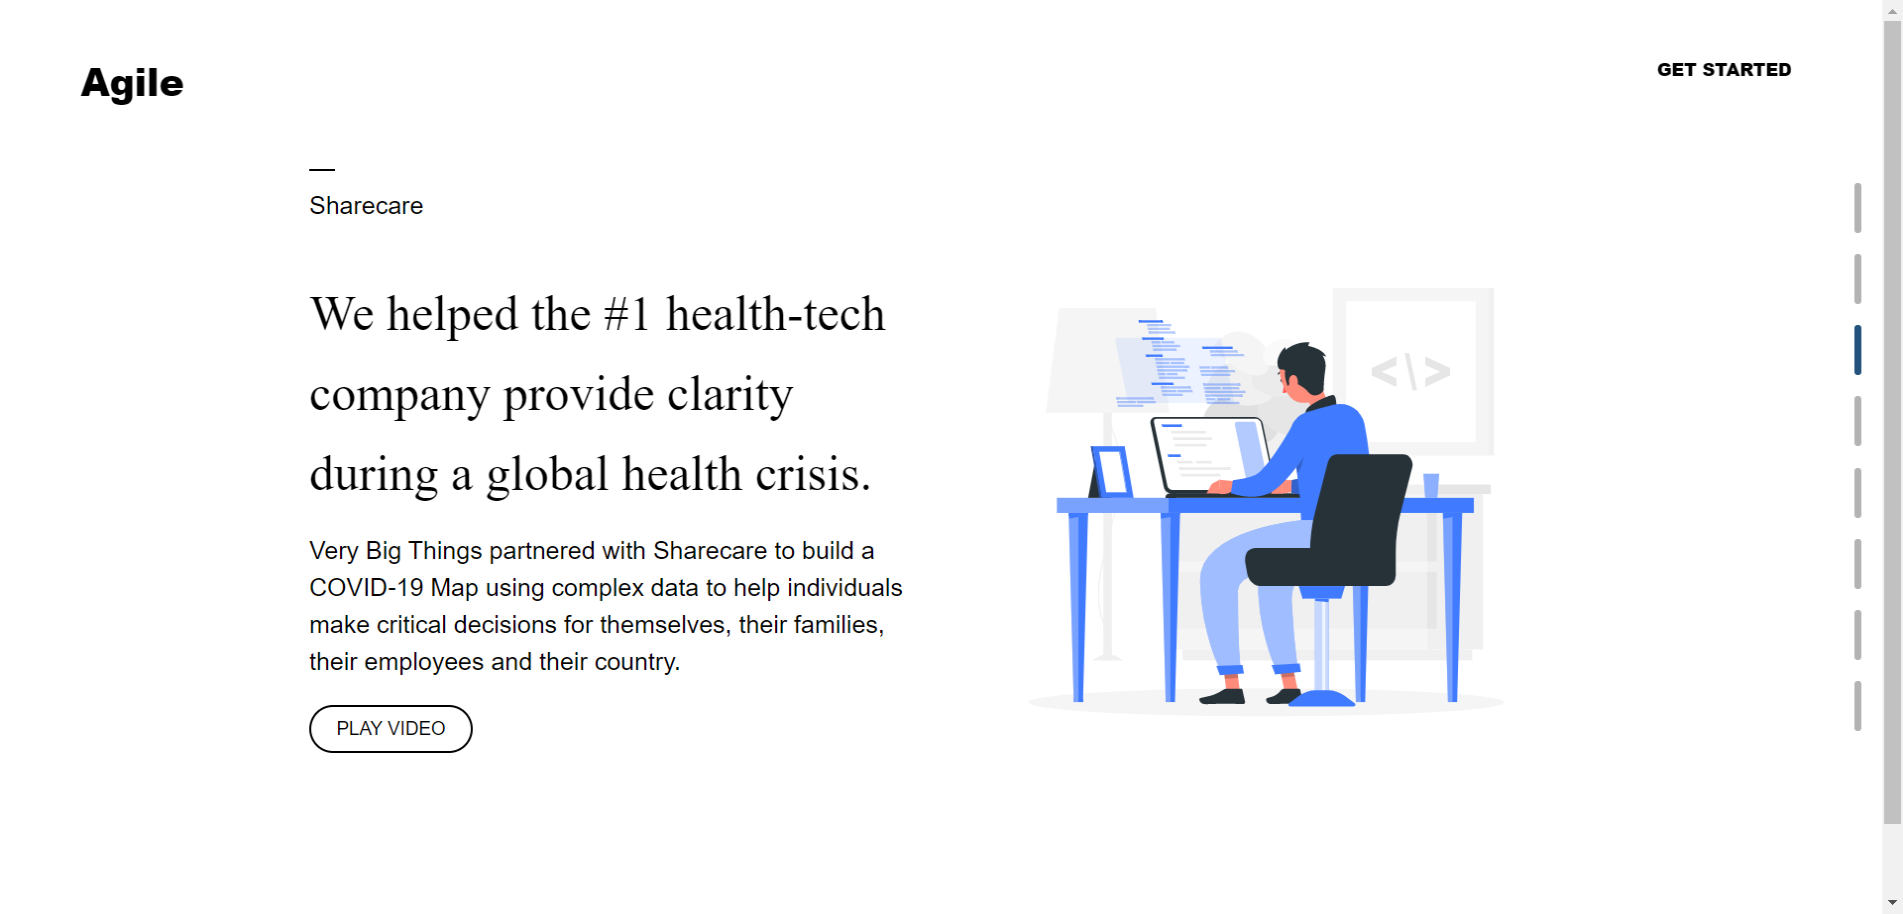 Agile
GET STARTED
Sharecare
We helped the #1 health-tech
company provide clarity
during a global health crisis.
Very Big Things partnered with Sharecare to build a
COVID-19 Map using complex data to help individuals
make critical decisions for themselves, their families,
their employees and their country.
PLAY VIDEO
<\>